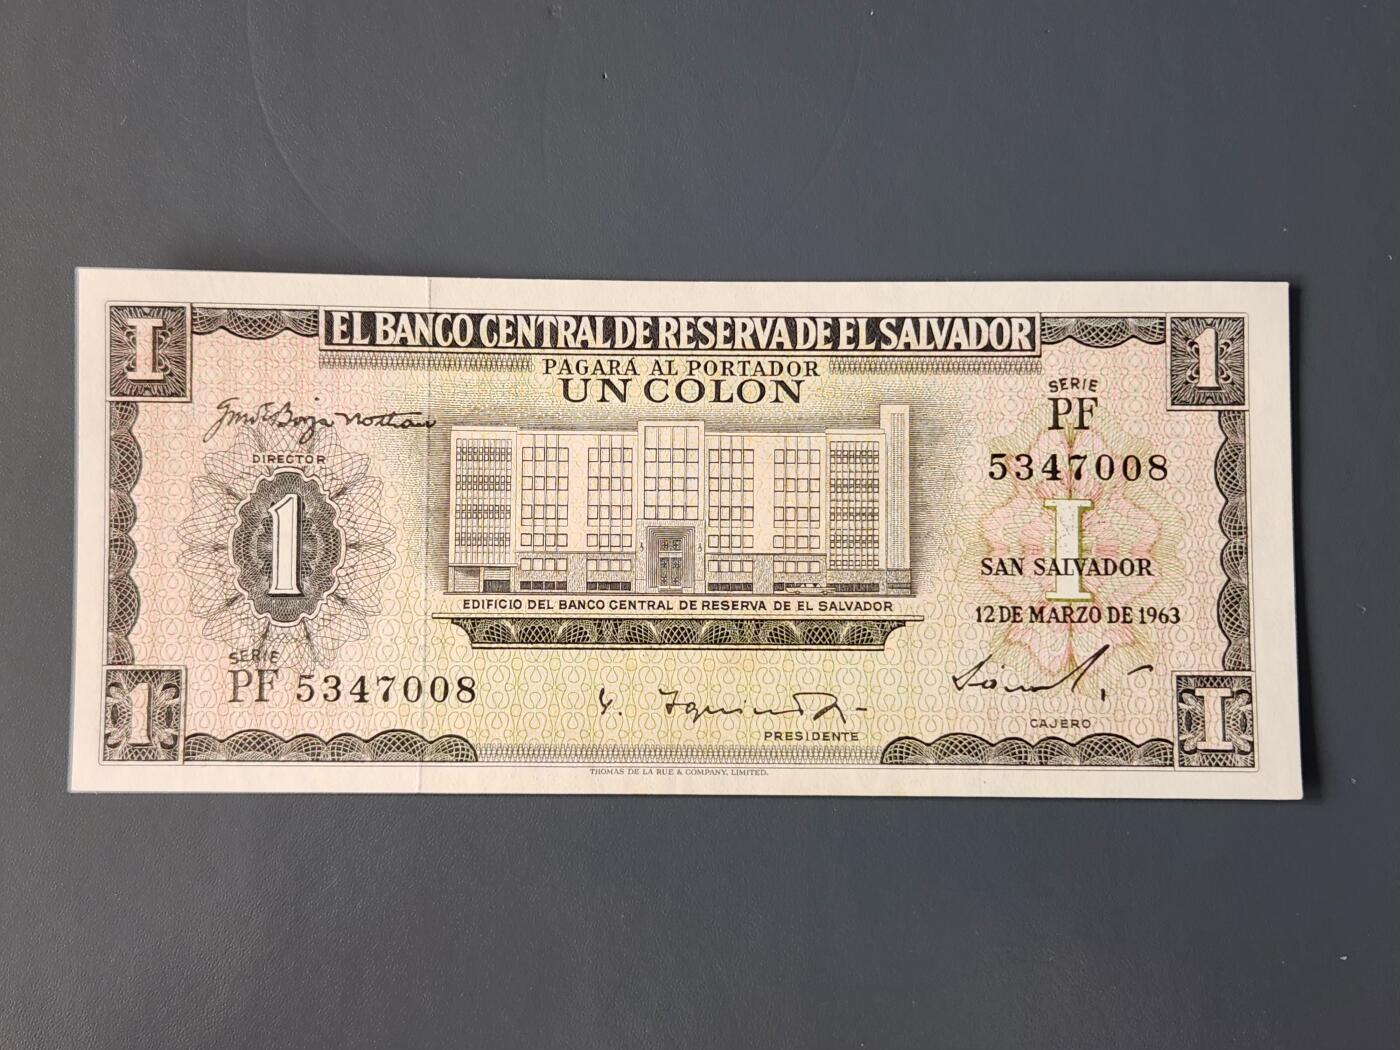 I
EL BANCO CENTRAL DE RESERVA DE EL SALVADOR
1
PAGARÁ AL PORTADOR
UN COLON
SERIE
PF
5347008
DIRECTOR
1
I
SAN SALVADOR
12 DE MARZO DE 1963
EDIFICIO DEL BANCO CENTRAL DE RESERVA DE EL SALVADOR
SERIE
PF 5347008
1
PRESIDENTE
CAJERO
I
THOMAS DE LA RUE & COMPANY, LIMITED.